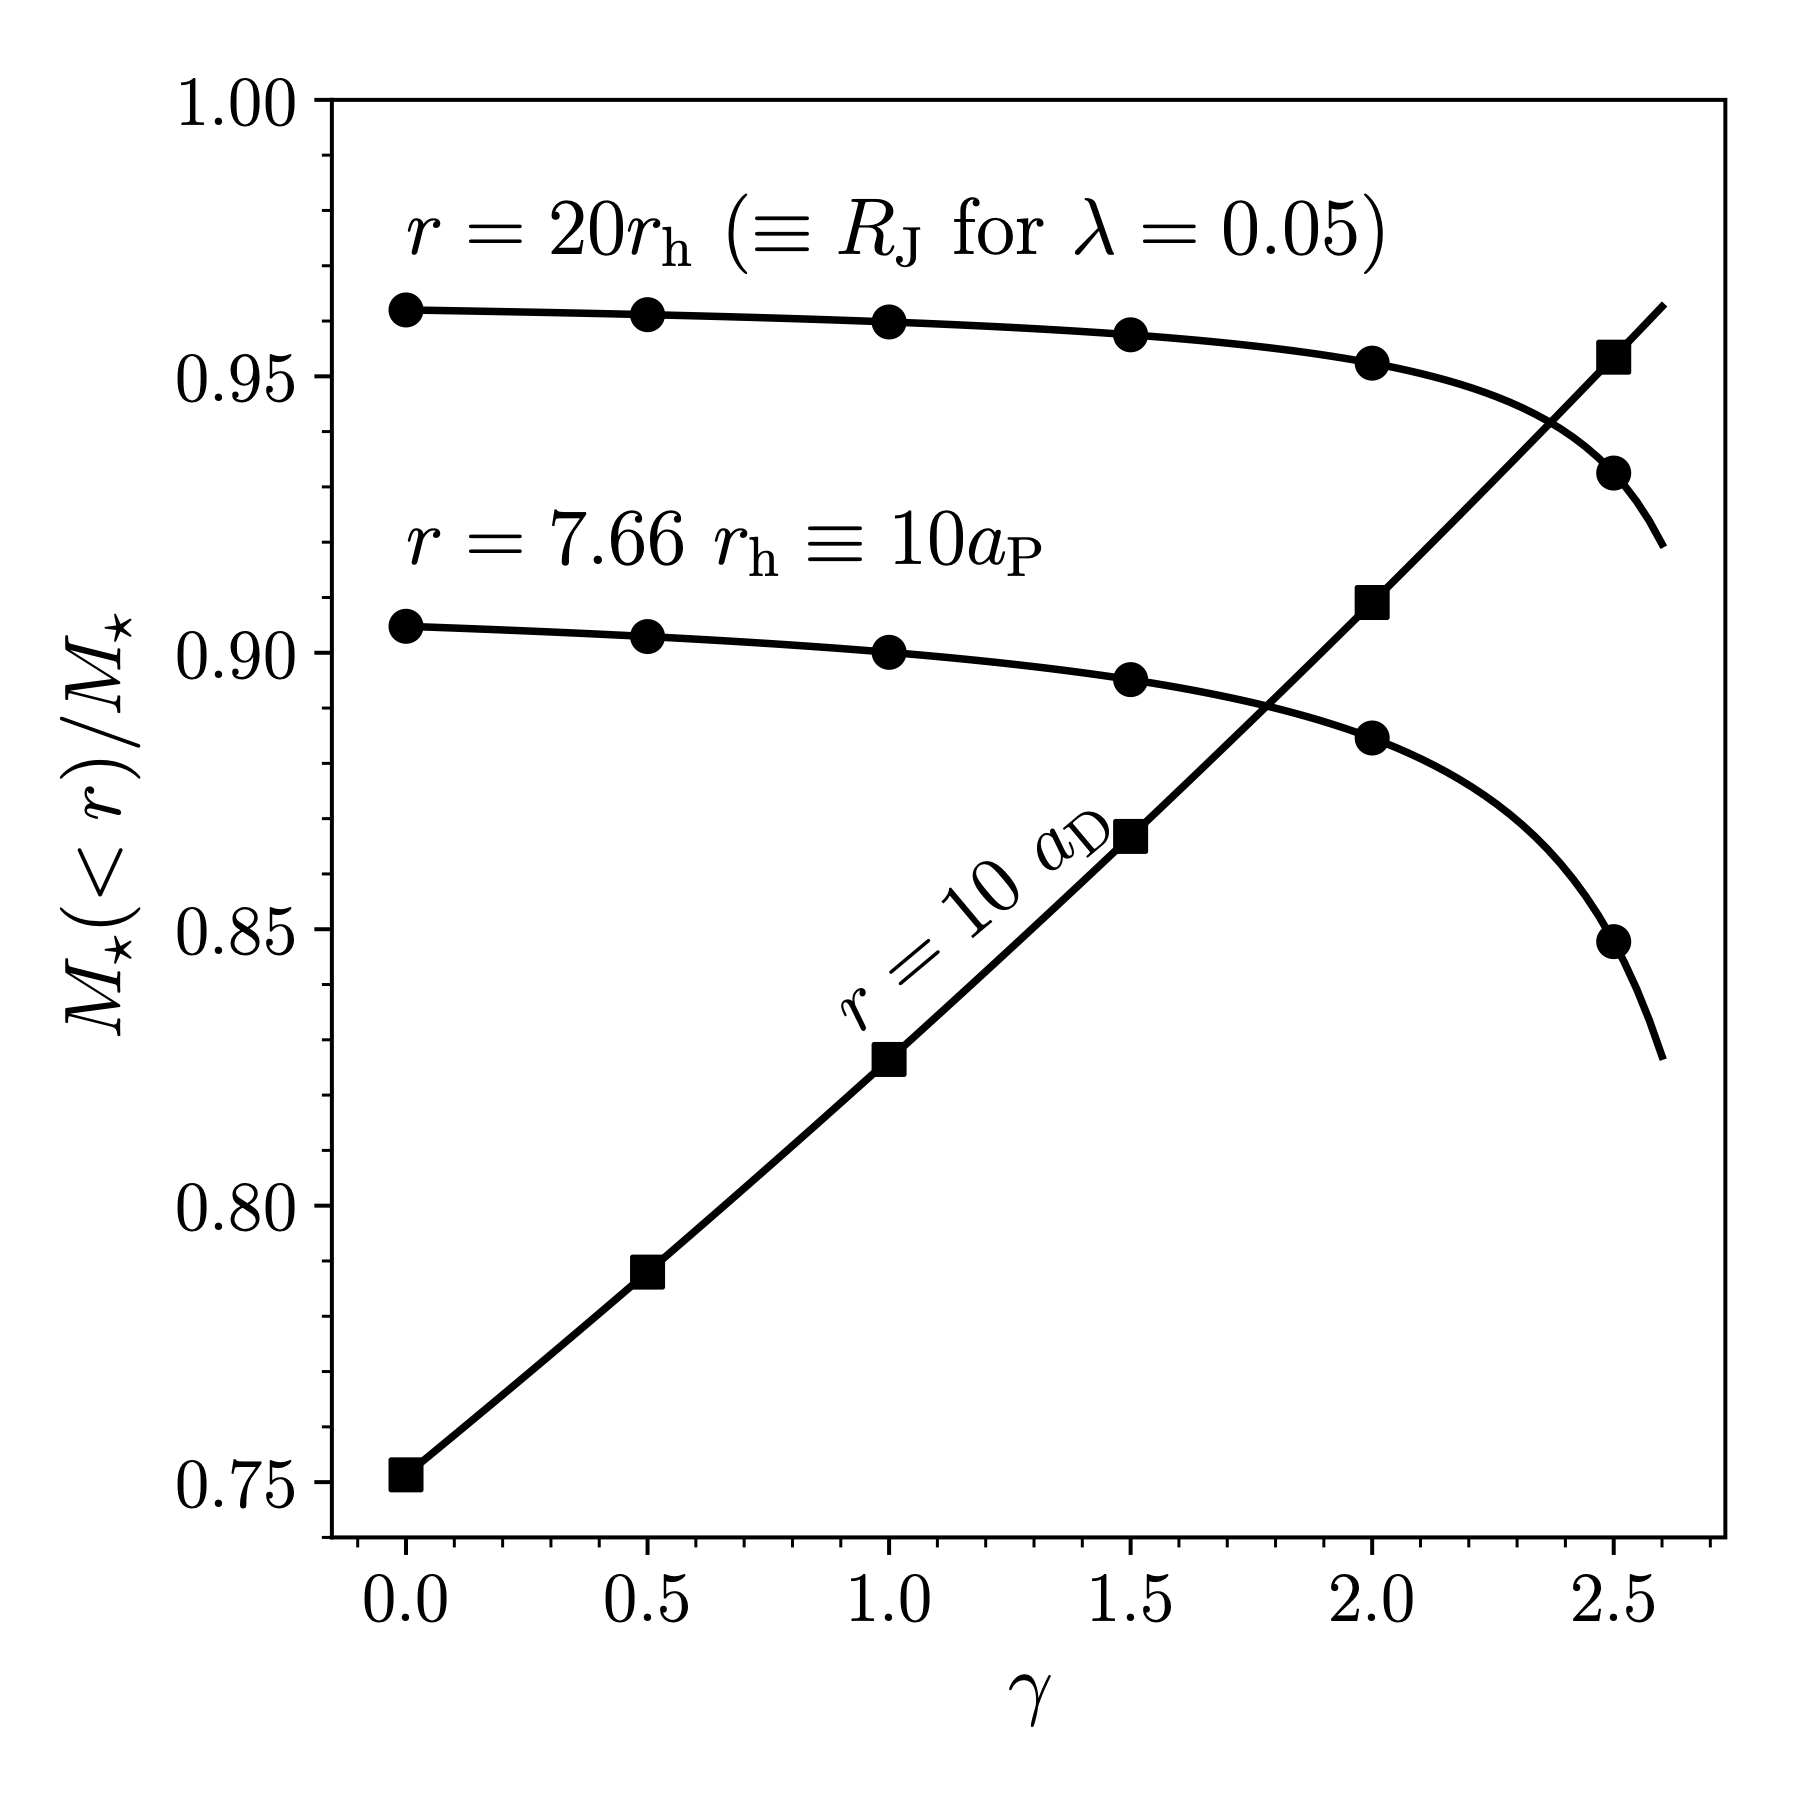 1.00
r = 20r_h (≡ R_J for λ = 0.05)
0.95
r = 7.66 r_h ≡ 10a_P
0.90
r = 10 a_D
0.85
M_⋆(< r)/M_⋆
0.80
0.75
0.0 0.5 1.0 1.5 2.0 2.5
γ